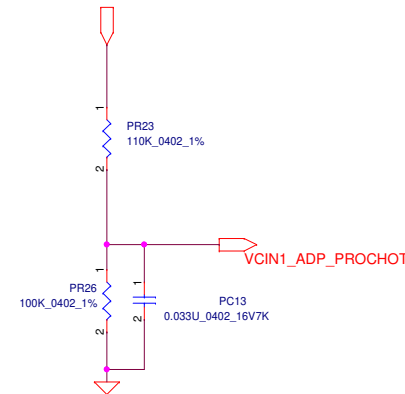 1
PR23
110K_0402_1%
2
VCIN1_ADP_PROCHOT
1
PR26
100K_0402_1%
2
1
PC13
0.033U_0402_16V7K
2